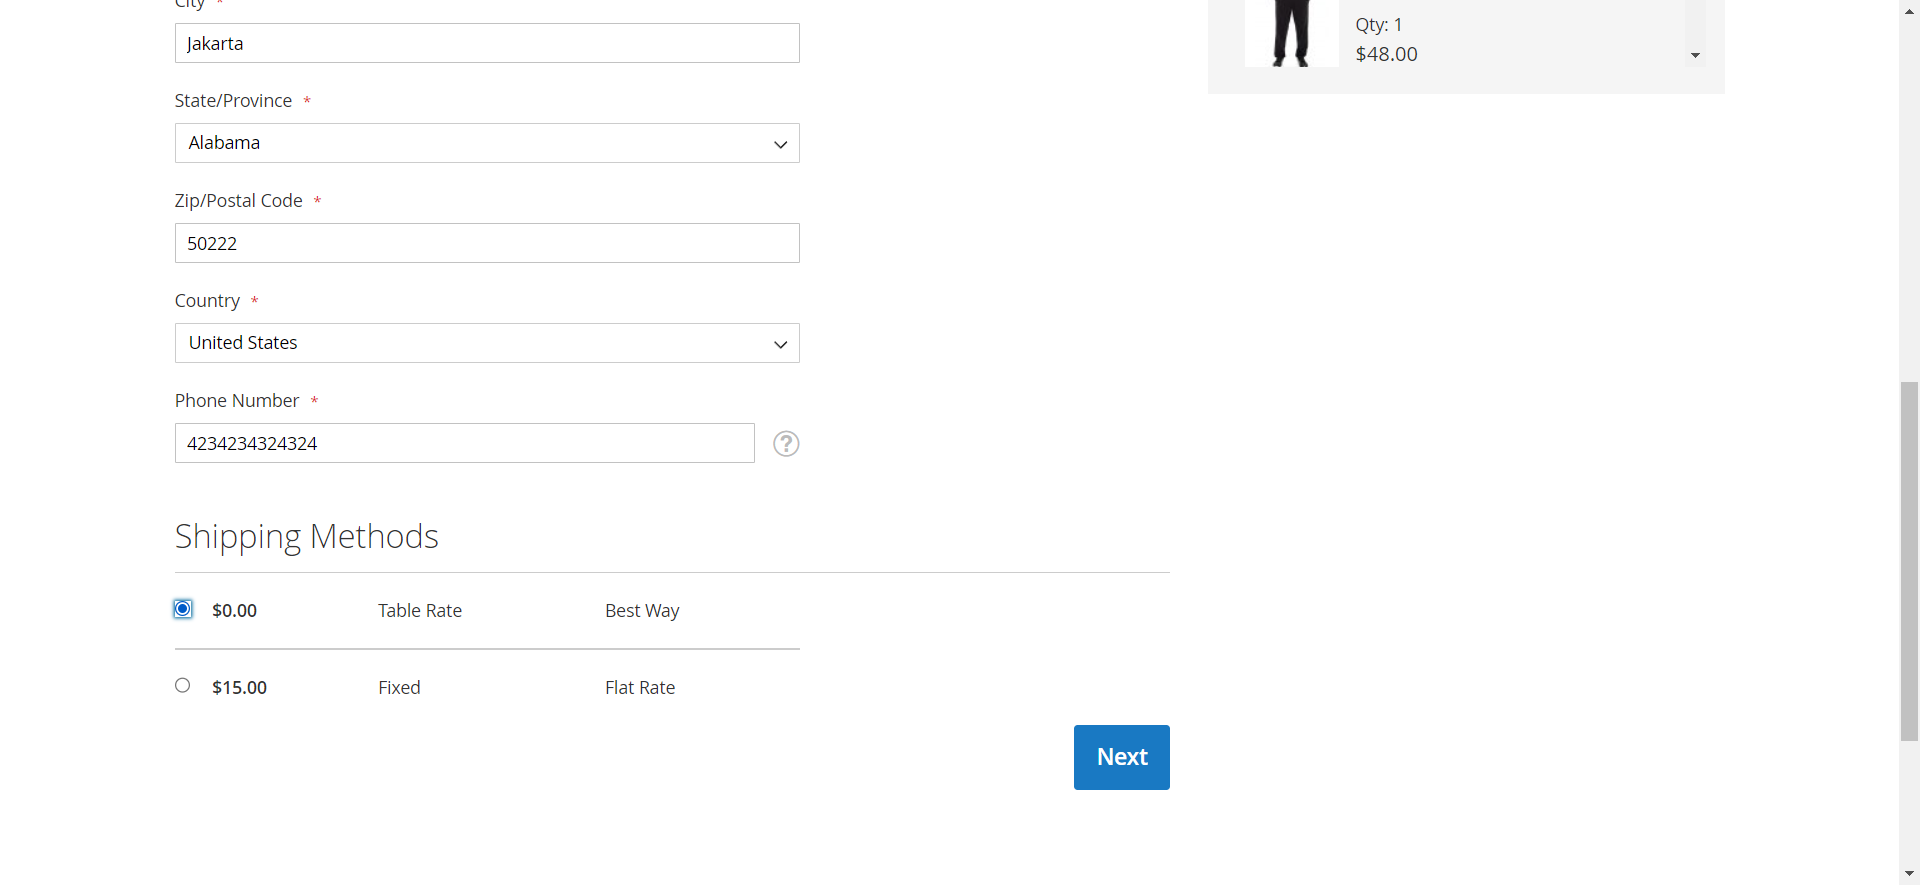 City *
Jakarta
State/Province *
Alabama
Zip/Postal Code *
50222
Country *
United States
Phone Number *
4234234324324
?
Shipping Methods
$0.00 Table Rate Best Way
$15.00 Fixed Flat Rate
Next
Qty: 1
$48.00